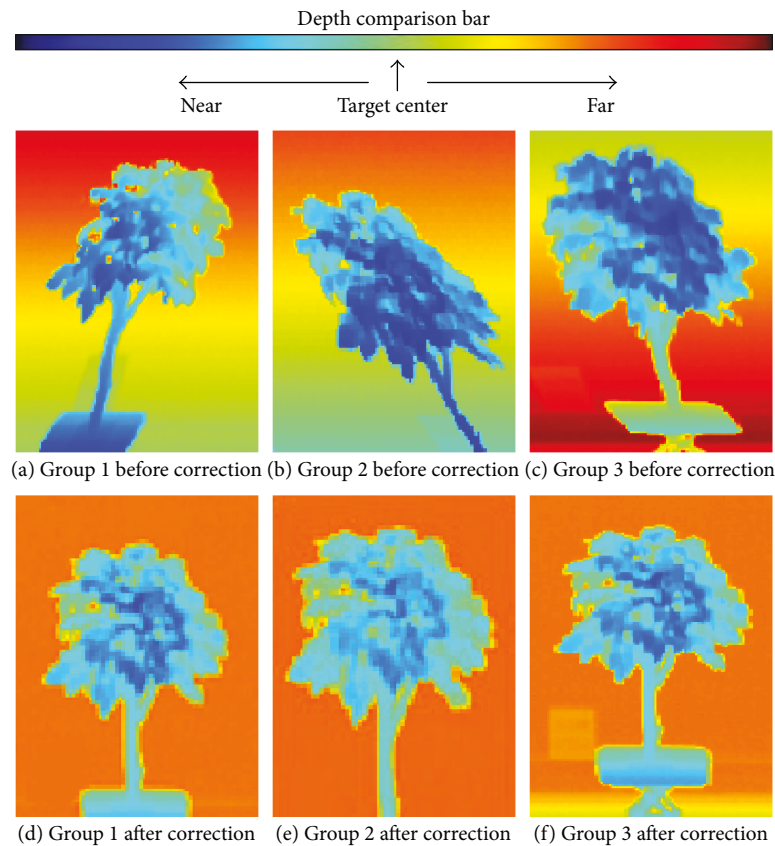 Depth comparison bar
Near Target center Far
(a) Group 1 before correction (b) Group 2 before correction (c) Group 3 before correction
(d) Group 1 after correction (e) Group 2 after correction (f) Group 3 after correction